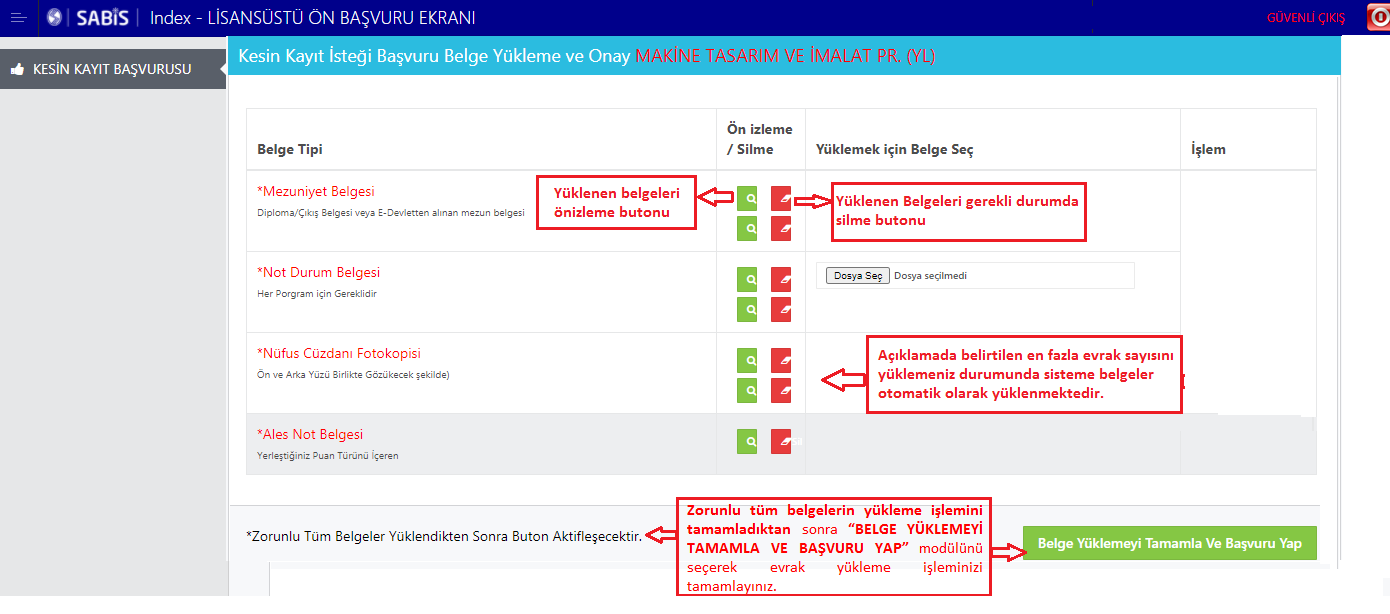 SABİS
Index - LİSANSÜSTÜ ÖN BAŞVURU EKRANI
GÜVENLİ ÇIKIŞ
KESİN KAYIT BAŞVURUSU
Kesin Kayıt İsteği Başvuru Belge Yükleme ve Onay MAKİNE TASARIM VE İMALAT PR. (YL)
Belge Tipi
Ön izleme
/ Silme
Yüklemek için Belge Seç
İşlem
*Mezuniyet Belgesi
Diploma/Çıkış Belgesi veya E-Devletten alınan mezun belgesi
Yüklenen belgeleri
önizleme butonu
Yüklenen Belgeleri gerekli durumda
silme butonu
*Not Durum Belgesi
Her Porgram için Gereklidir
Dosya Seç Dosya seçilmedi
*Nüfus Cüzdanı Fotokopisi
Ön ve Arka Yüzü Birlikte Gözükecek şekilde)
Açıklamada belirtilen en fazla evrak sayısını
yüklemeniz durumunda sisteme belgeler
otomatik olarak yüklenmektedir.
*Ales Not Belgesi
Yerleştiğiniz Puan Türünü İçeren
*Zorunlu Tüm Belgeler Yüklendikten Sonra Buton Aktifleşecektir.
Zorunlu tüm belgelerin yükleme işlemini
tamamladıktan sonra “BELGE YÜKLEMEYİ
TAMAMLA VE BAŞVURU YAP” modülünü
seçerek evrak yükleme işleminizi
tamamlayınız.
Belge Yüklemeyi Tamamla Ve Başvuru Yap